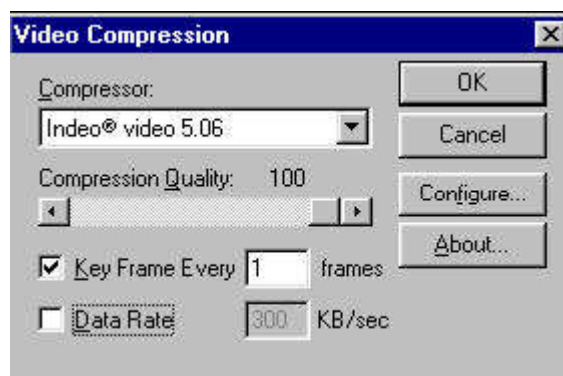 Video Compression
Compressor:
OK
Indeo® video 5.06
Cancel
Compression Quality: 100
Configure...
About...
Key Frame Every 1 frames
Data Rate 300 KB/sec